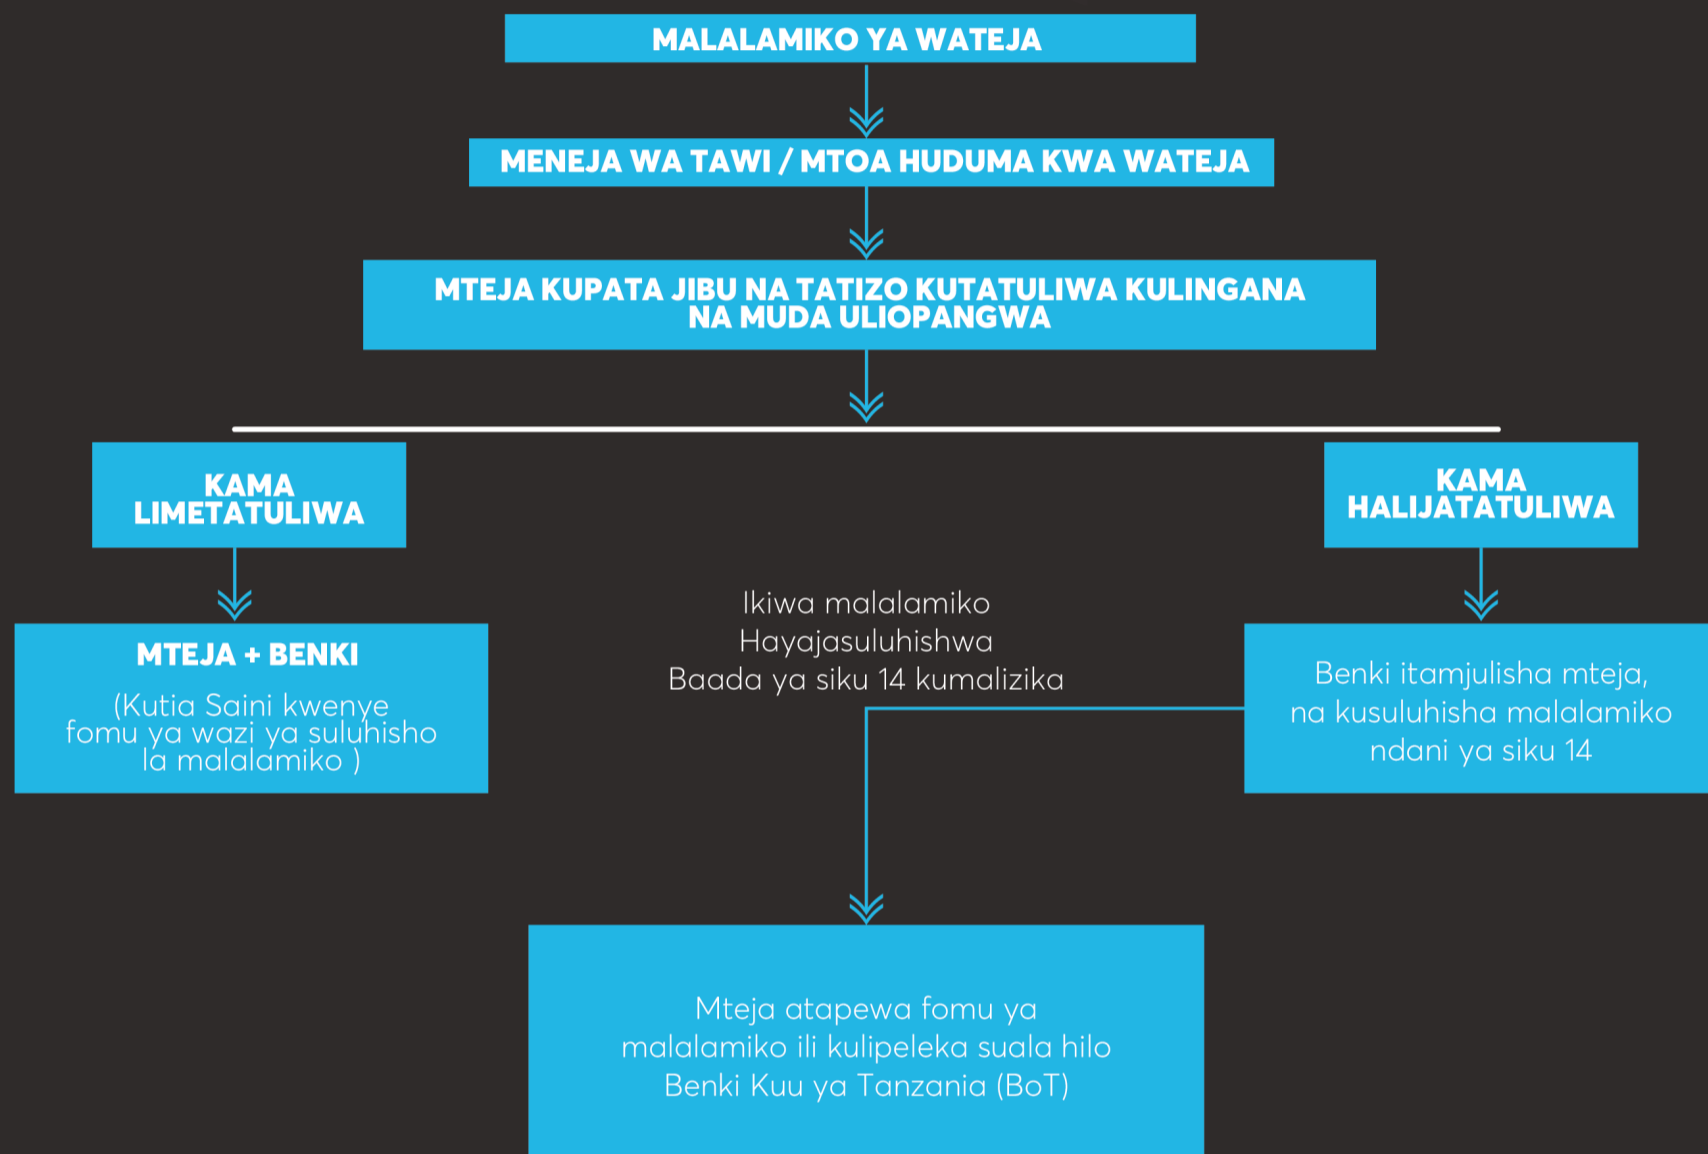 MALALAMIKO YA WATEJA
MENEJA WA TAWI / MTOA HUDUMA KWA WATEJA
MTEJA KUPATA JIBU NA TATIZO KUTATULIWA KULINGANA
NA MUDA ULIOPANGWA
KAMA
LIMETATULIWA
KAMA
HALIJATATULIWA
MTEJA + BENKI
(Kutia Saini kwenye
fomu ya wazi ya suluhisho
la malalamiko )
Ikiwa malalamiko
Hayajasuluhishwa
Baada ya siku 14 kumalizika
Benki itamjulisha mteja,
na kusuluhisha malalamiko
ndani ya siku 14
Mteja atapewa fomu ya
malalamiko ili kulipeleka suala hilo
Benki Kuu ya Tanzania (BoT)